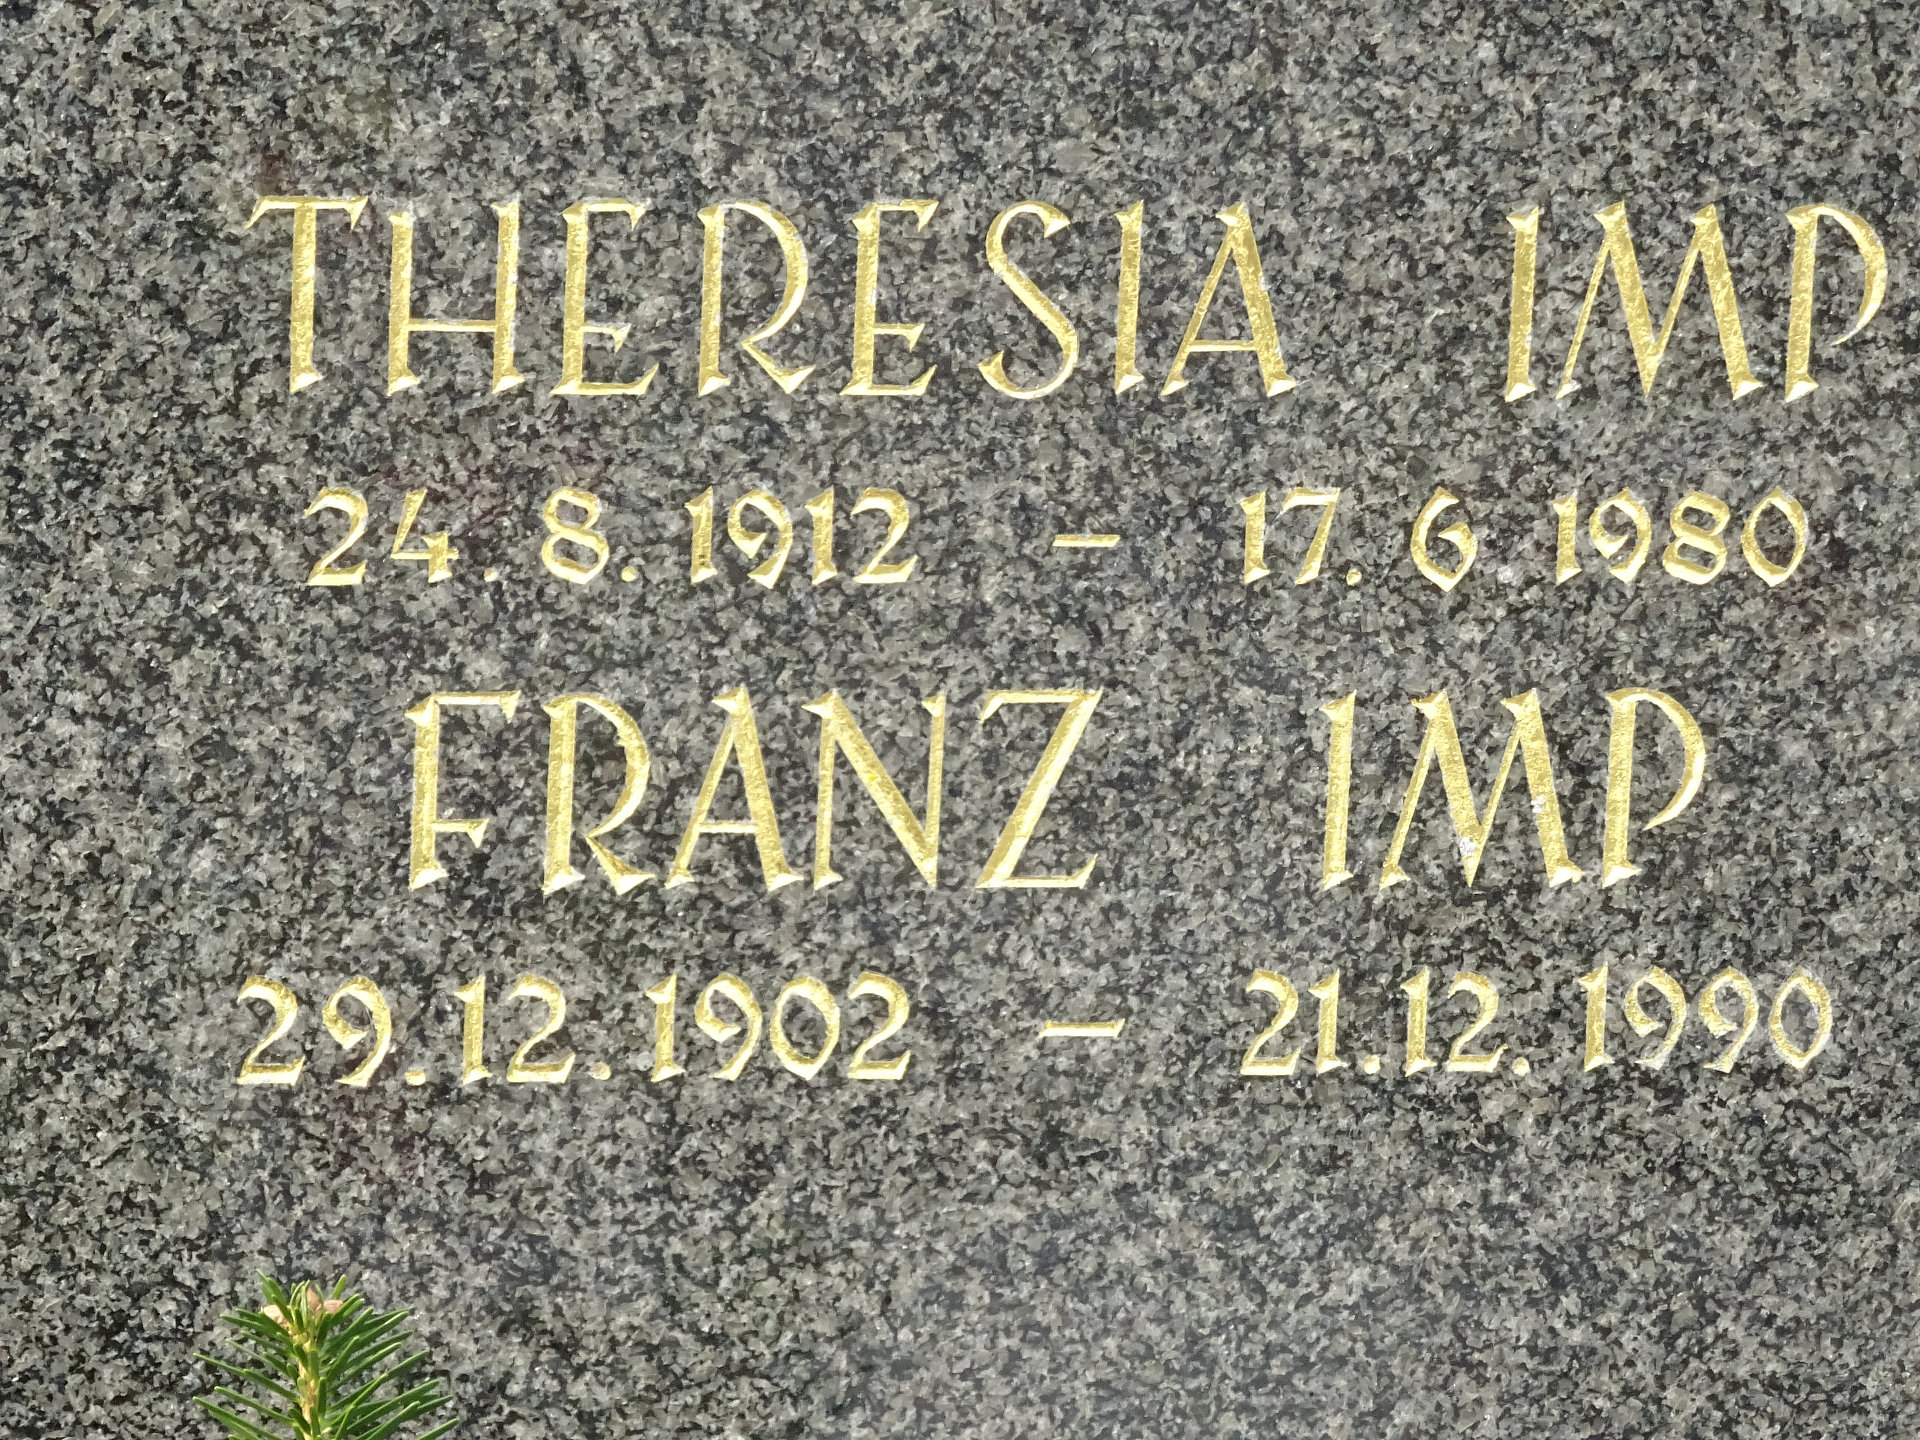 THERESIA IMP
24. 8. 1912 – 17. 6 1980
FRANZ IMP
29.12.1902 – 21.12.1990